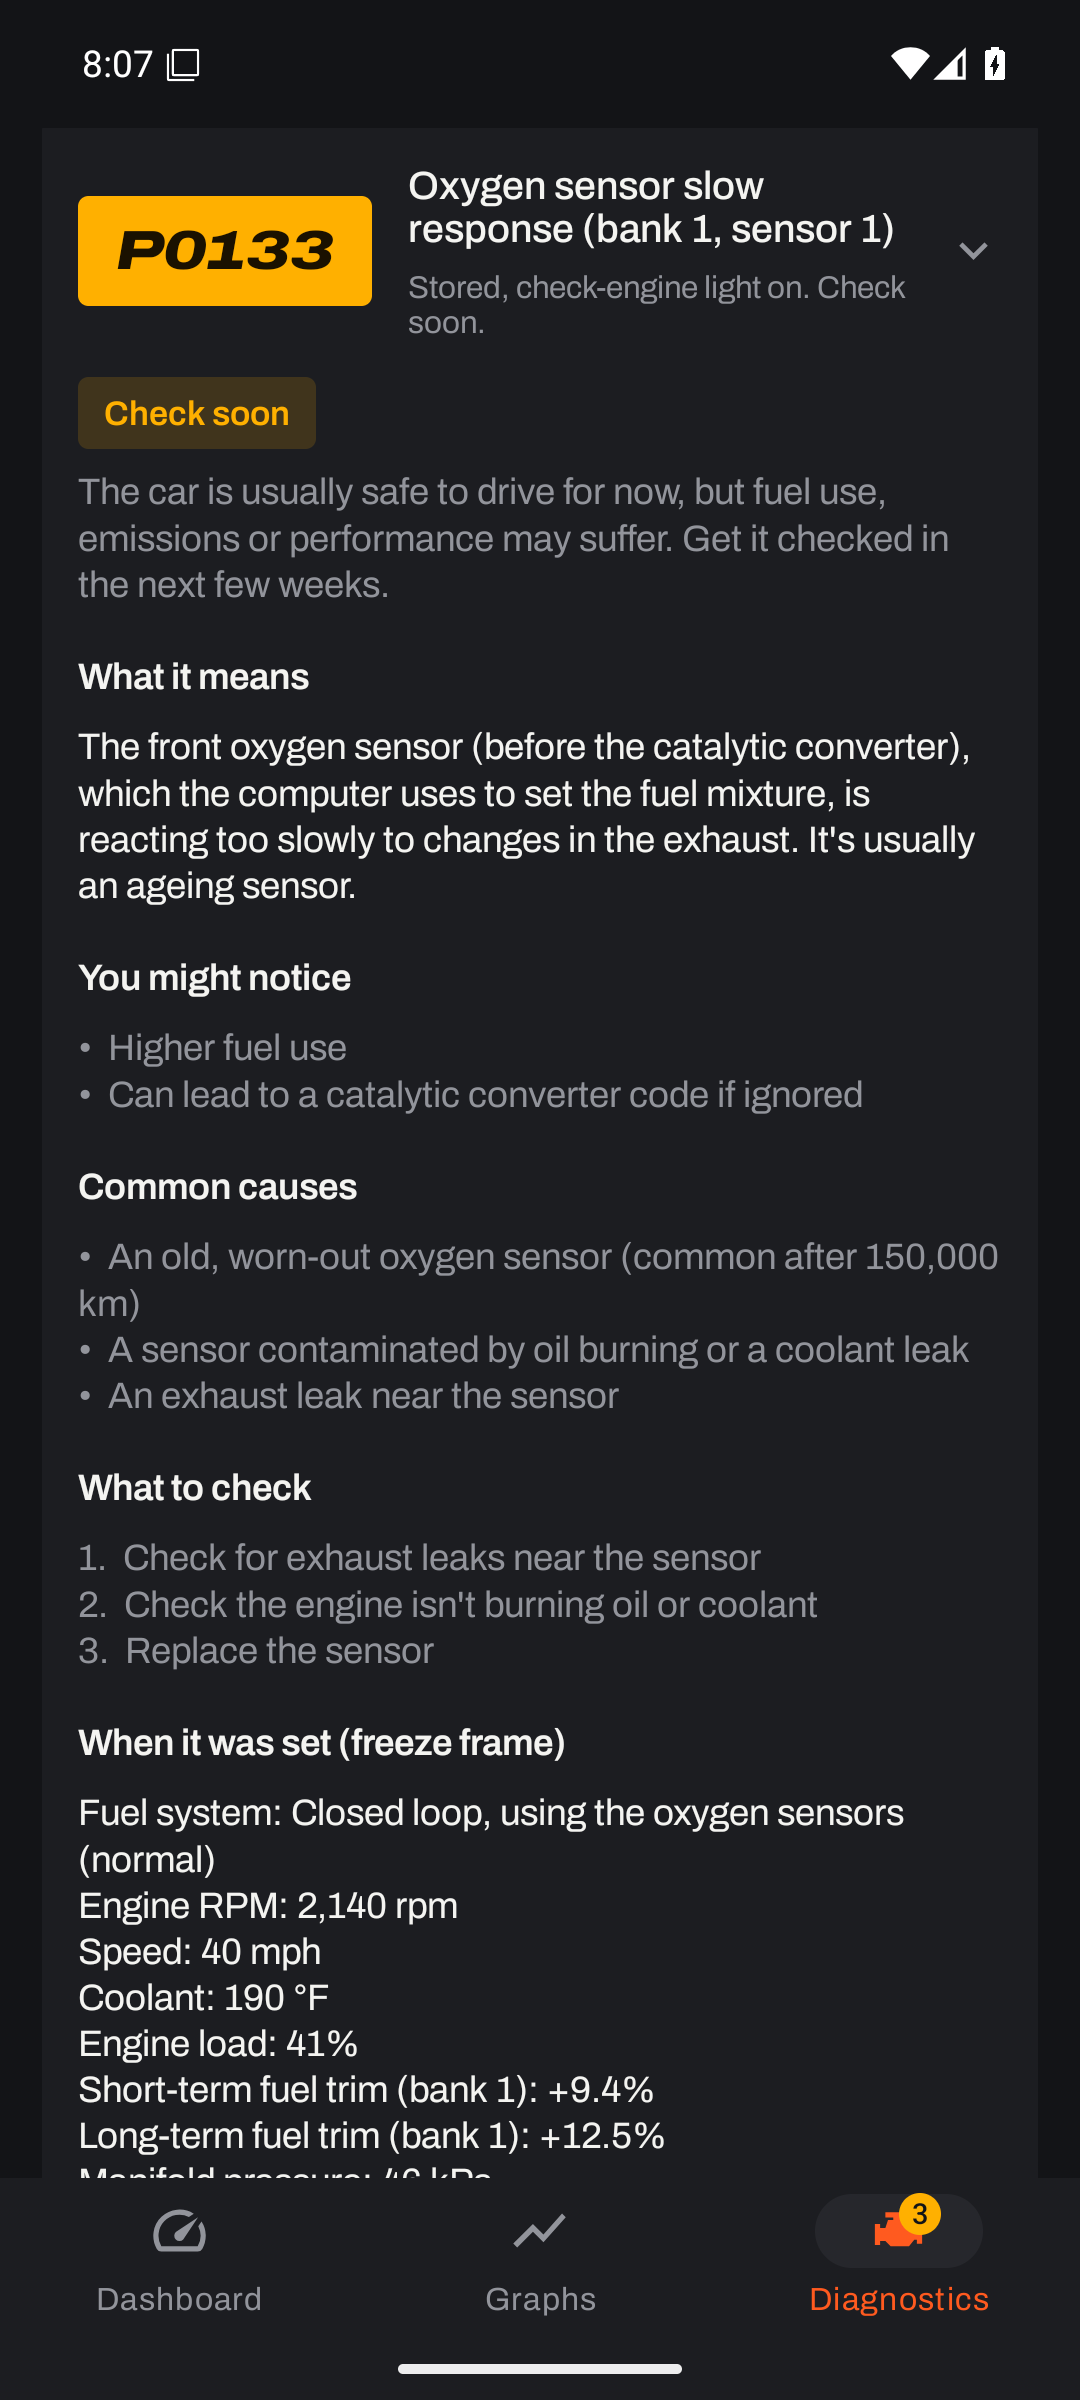 8:07
P0133
Oxygen sensor slow
response (bank 1, sensor 1)
Stored, check-engine light on. Check
soon.
Check soon
The car is usually safe to drive for now, but fuel use,
emissions or performance may suffer. Get it checked in
the next few weeks.
What it means
The front oxygen sensor (before the catalytic converter),
which the computer uses to set the fuel mixture, is
reacting too slowly to changes in the exhaust. It's usually
an ageing sensor.
You might notice
• Higher fuel use
• Can lead to a catalytic converter code if ignored
Common causes
• An old, worn-out oxygen sensor (common after 150,000
km)
• A sensor contaminated by oil burning or a coolant leak
• An exhaust leak near the sensor
What to check
1. Check for exhaust leaks near the sensor
2. Check the engine isn't burning oil or coolant
3. Replace the sensor
When it was set (freeze frame)
Fuel system: Closed loop, using the oxygen sensors
(normal)
Engine RPM: 2,140 rpm
Speed: 40 mph
Coolant: 190 °F
Engine load: 41%
Short-term fuel trim (bank 1): +9.4%
Long-term fuel trim (bank 1): +12.5%
Manifold pressure:
3
Dashboard
Graphs
Diagnostics